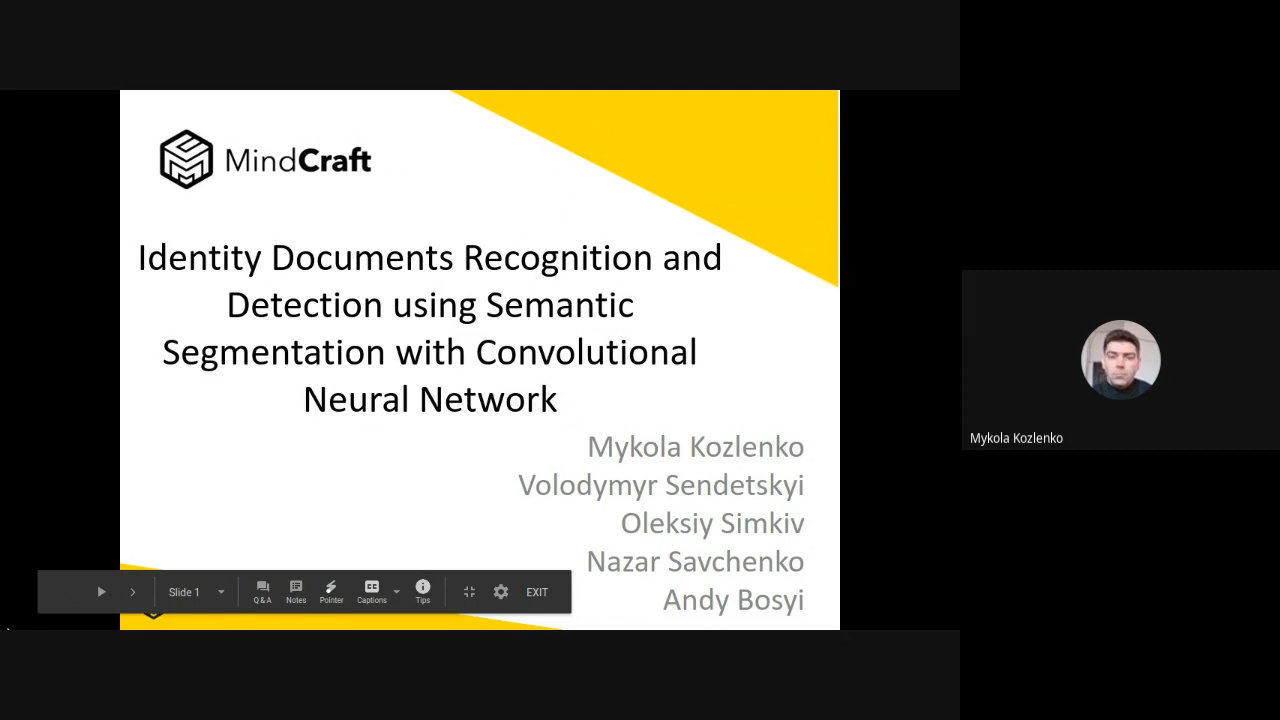 MindCraft
Identity Documents Recognition and
Detection using Semantic
Segmentation with Convolutional
Neural Network
Mykola Kozlenko
Volodymyr Sendetskyi
Oleksiy Simkiv
Nazar Savchenko
Andy Bosyi
Slide 1
Q & A
Notes
Pointer
CC
Captions
Tips
EXIT
Mykola Kozlenko